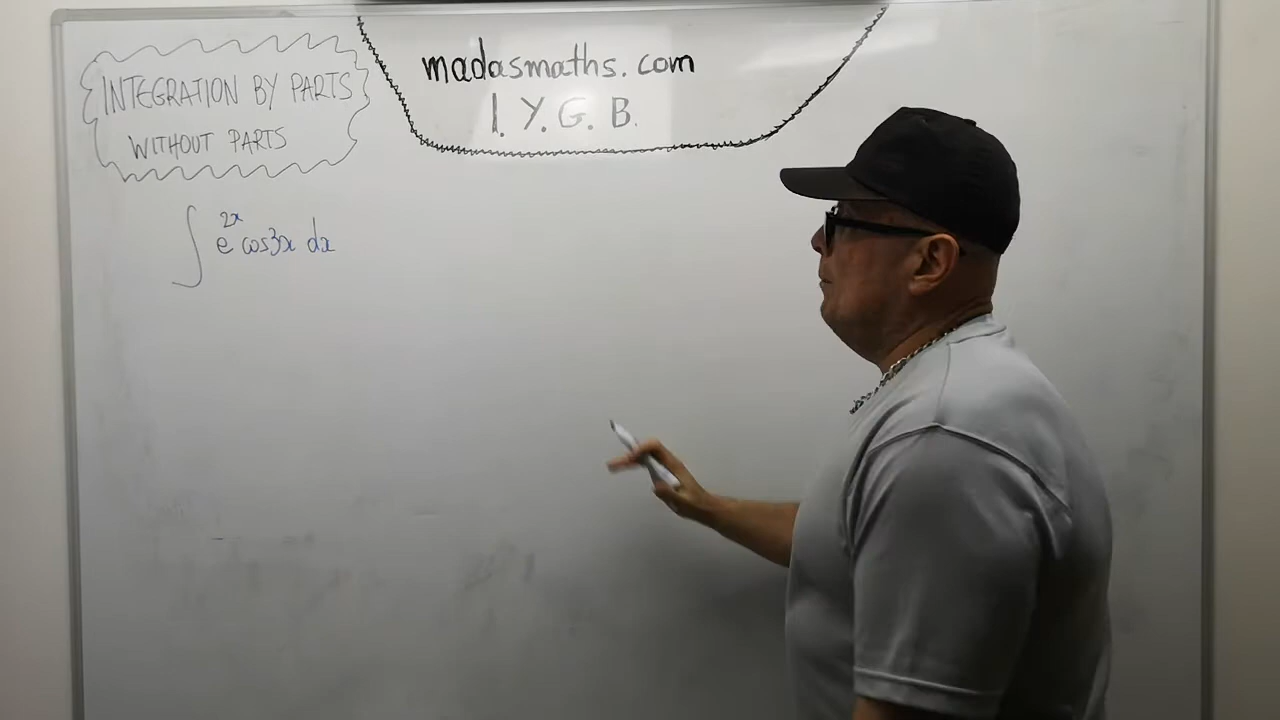 INTEGRATION BY PARTS
WITHOUT PARTS
madasmaths.com
I. Y. G. B.
∫ e^{2x} cos3x dx